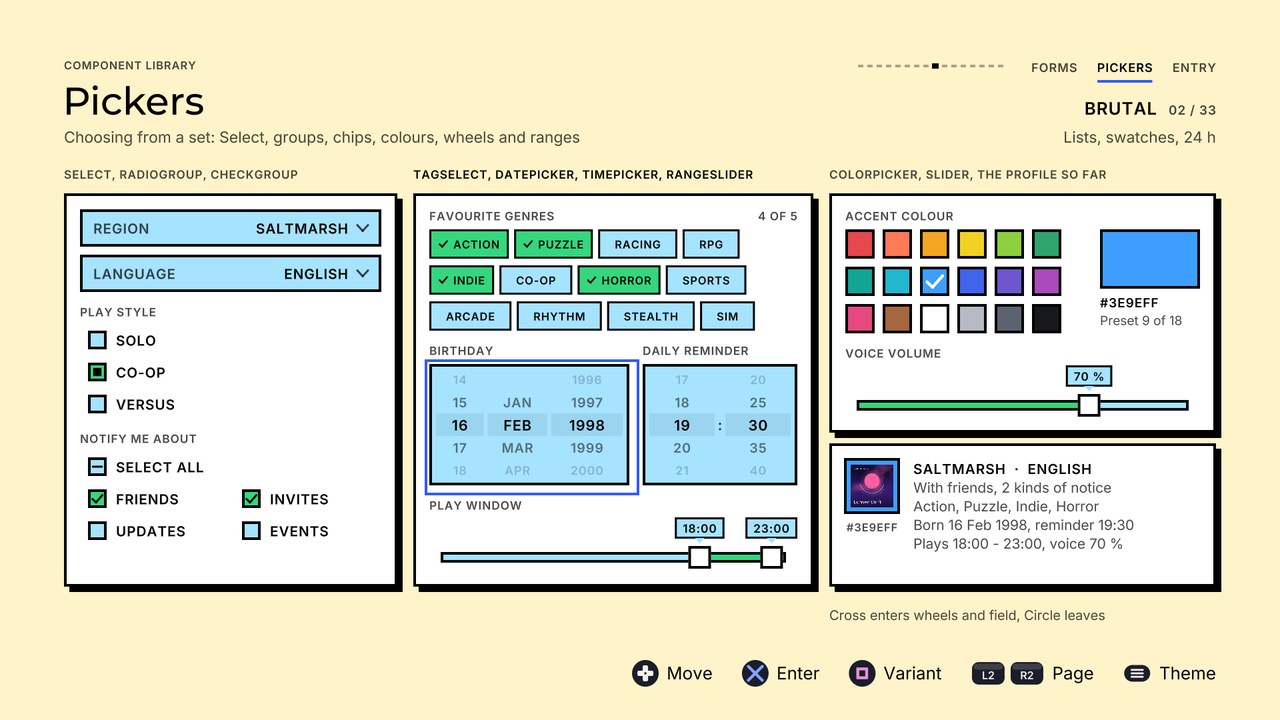 COMPONENT LIBRARY
Pickers
Choosing from a set: Select, groups, chips, colours, wheels and ranges
FORMS PICKERS ENTRY
BRUTAL 02 / 33
Lists, swatches, 24 h
SELECT, RADIOGROUP, CHECKGROUP
REGION SALTMARSH
LANGUAGE ENGLISH
PLAY STYLE
SOLO
CO-OP
VERSUS
NOTIFY ME ABOUT
SELECT ALL
FRIENDS INVITES
UPDATES EVENTS
TAGSELECT, DATEPICKER, TIMEPICKER, RANGESLIDER
FAVOURITE GENRES 4 OF 5
ACTION PUZZLE RACING RPG
INDIE CO-OP HORROR SPORTS
ARCADE RHYTHM STEALTH SIM
BIRTHDAY DAILY REMINDER
14 1996 17 20
15 JAN 1997 18 25
16 FEB 1998 19 : 30
17 MAR 1999 20 35
18 APR 2000 21 40
PLAY WINDOW
18:00 23:00
COLORPICKER, SLIDER, THE PROFILE SO FAR
ACCENT COLOUR
#3E9EFF
Preset 9 of 18
VOICE VOLUME
70 %
SALTMARSH · ENGLISH
With friends, 2 kinds of notice
Action, Puzzle, Indie, Horror
Born 16 Feb 1998, reminder 19:30
Plays 18:00 - 23:00, voice 70 %
#3E9EFF
Cross enters wheels and field, Circle leaves
Move Enter Variant L2 R2 Page Theme